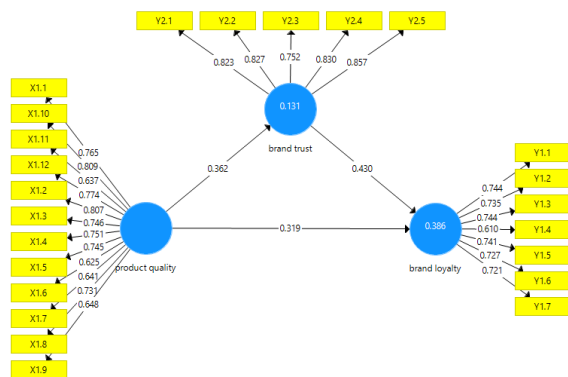 Y2.1
Y2.2
Y2.3
Y2.4
Y2.5
0.823
0.827
0.752
0.830
0.857
0.131
brand trust
X1.1
X1.10
X1.11
X1.12
X1.2
X1.3
X1.4
X1.5
X1.6
X1.7
X1.8
X1.9
0.765
0.809
0.637
0.774
0.807
0.746
0.751
0.745
0.625
0.641
0.731
0.648
product quality
0.362
0.430
0.319
0.386
brand loyalty
0.744
0.735
0.744
0.610
0.741
0.727
0.721
Y1.1
Y1.2
Y1.3
Y1.4
Y1.5
Y1.6
Y1.7